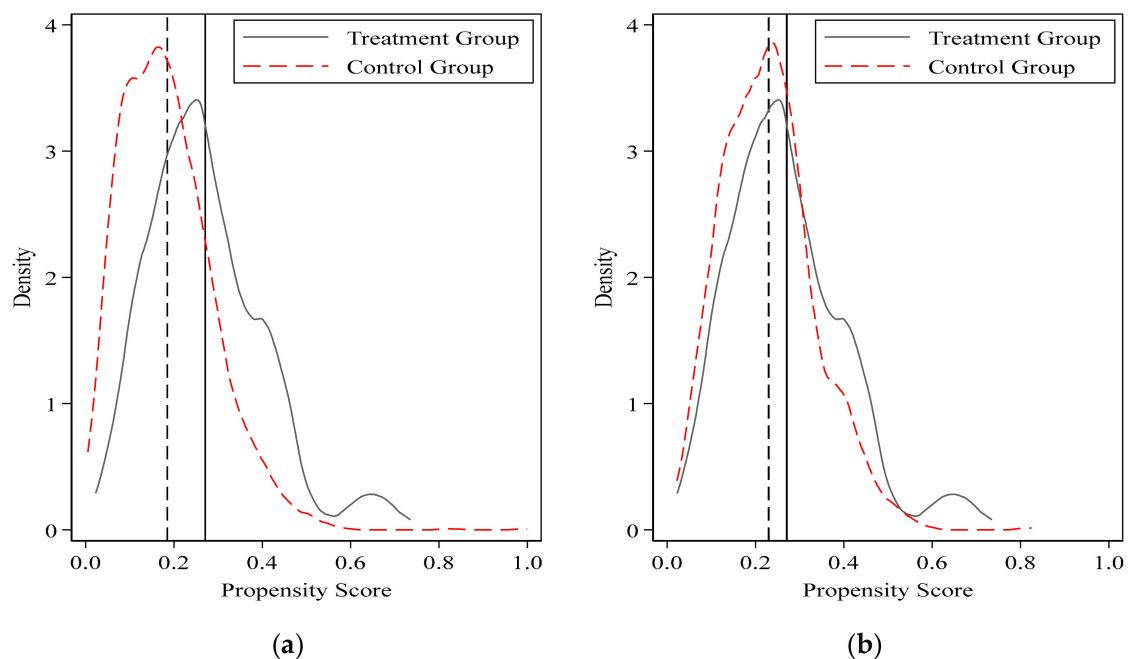 4
3
2
1
0
Density
Treatment Group
Control Group
0.0 0.2 0.4 0.6 0.8 1.0
Propensity Score
(a)
4
3
2
1
0
Density
Treatment Group
Control Group
0.0 0.2 0.4 0.6 0.8 1.0
Propensity Score
(b)